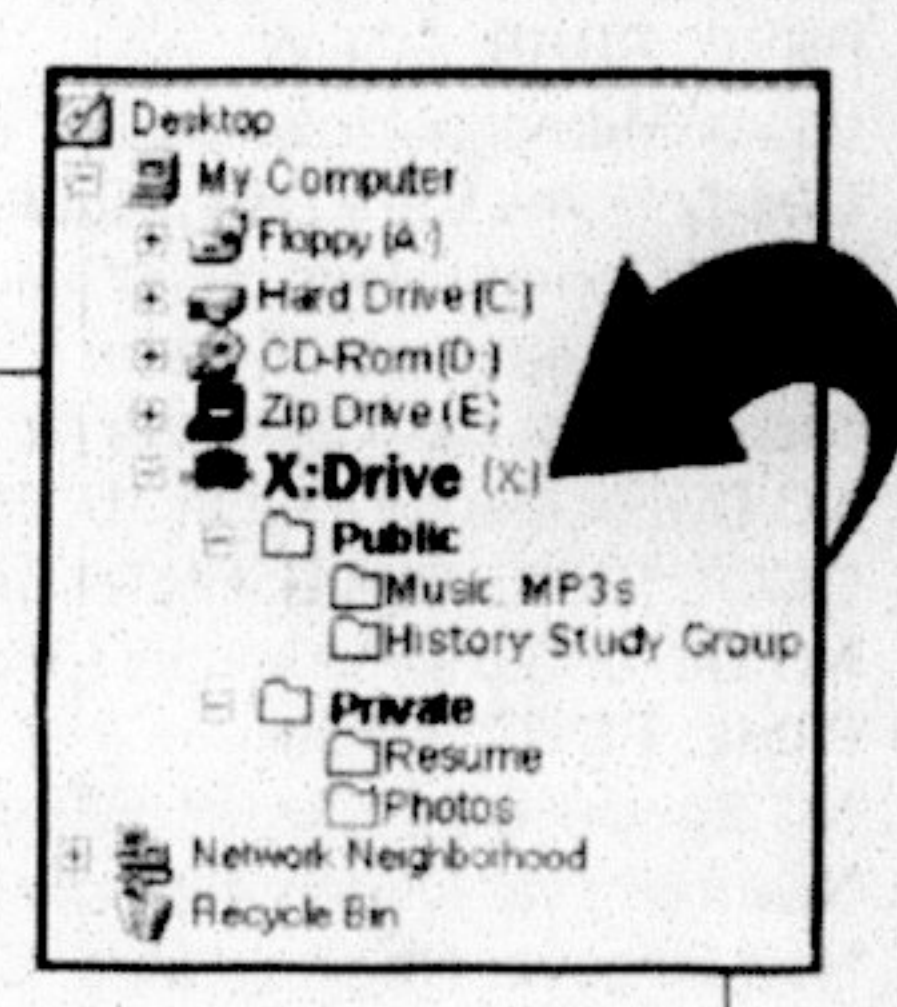 Desktop
My Computer
Floppy (A:)
Hard Drive (C:)
CD-Rom (D:)
Zip Drive (E)
X:Drive (X:)
Public
Music, MP3s
History Study Group
Private
Resume
Photos
Network Neighborhood
Recycle Bin